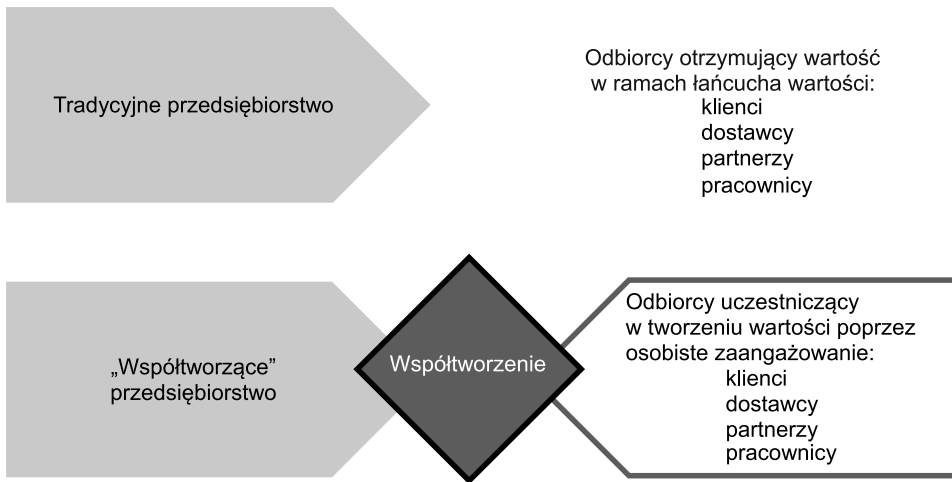 Tradycyjne przedsiębiorstwo
Odbiorcy otrzymujący wartość
w ramach łańcucha wartości:
klienci
dostawcy
partnerzy
pracownicy
„Współtworzące”
przedsiębiorstwo
Współtworzenie
Odbiorcy uczestniczący
w tworzeniu wartości poprzez
osobiste zaangażowanie:
klienci
dostawcy
partnerzy
pracownicy